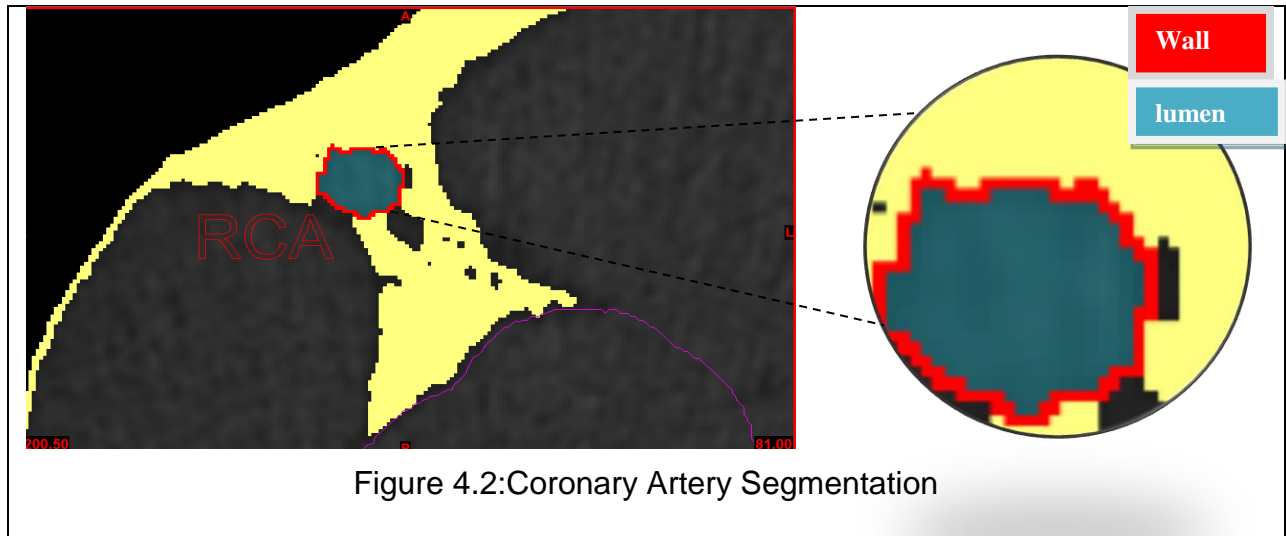 A
Wall
lumen
RCA
L
200.50
P
81.00
Figure 4.2:Coronary Artery Segmentation